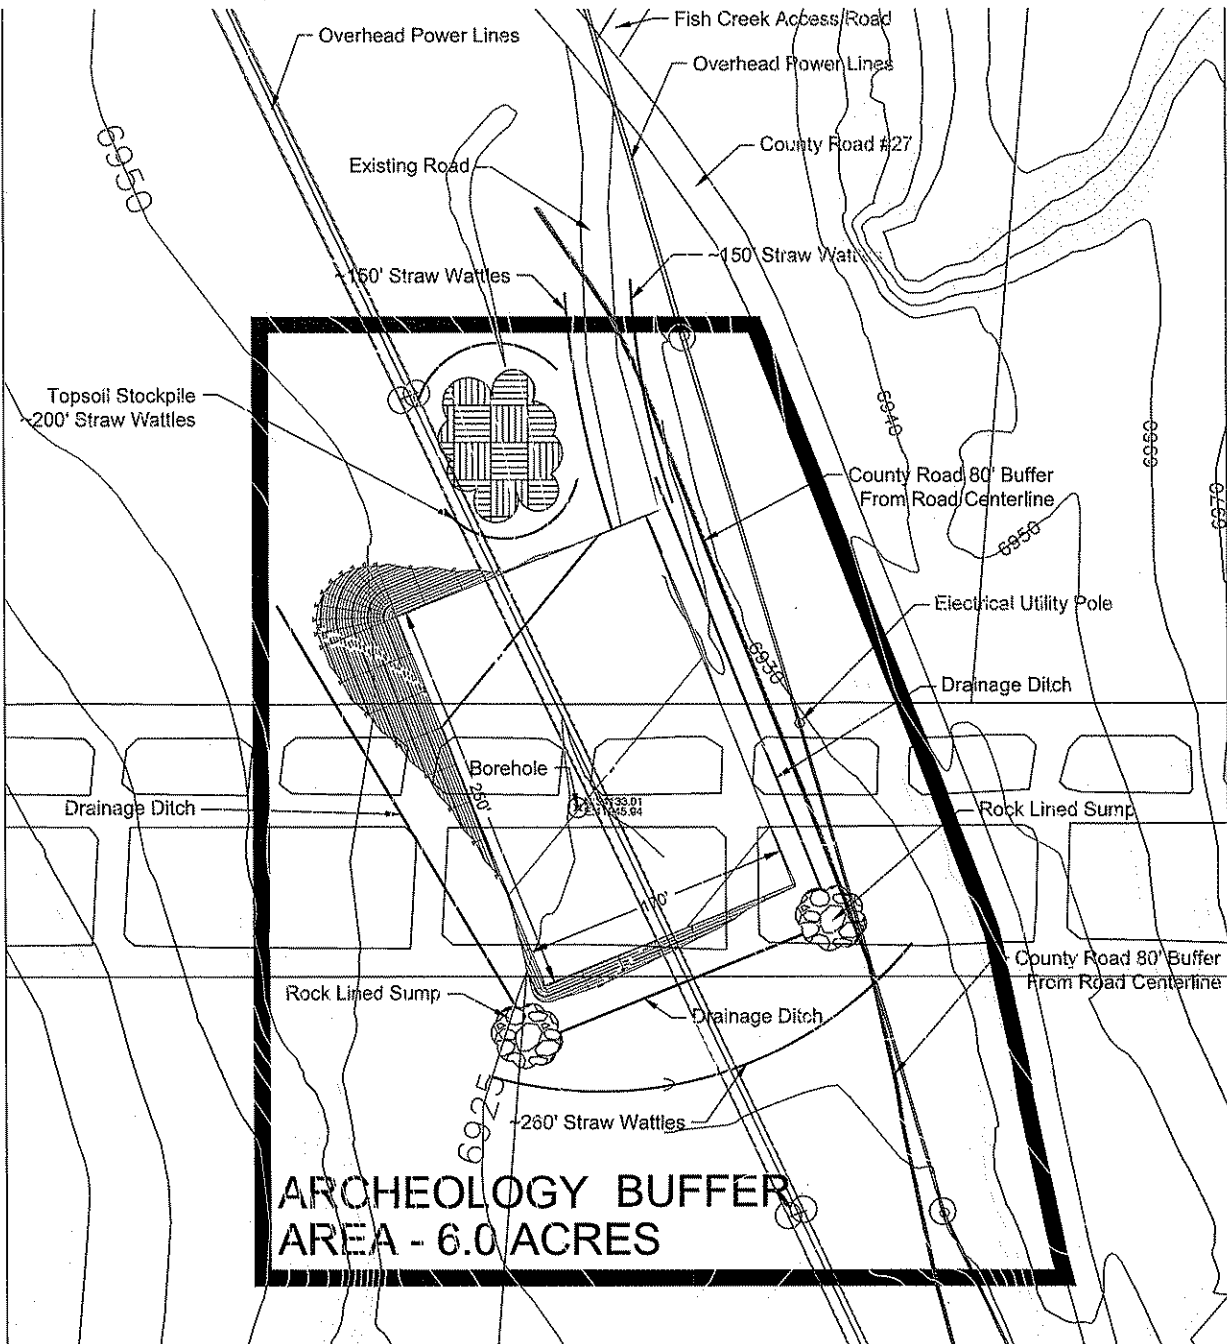 Fish Creek Access Road
Overhead Power Lines
Overhead Power Lines
County Road #27
6950
Existing Road
~150' Straw
~150' Straw Wattles
Topsoil Stockpile
~200' Straw Wattles
6940
6960
6970
County Road 80' Buffer
From Road Centerline
6950
Electrical Utility Pole
6930
Drainage Ditch
Borehole
250'
Drainage Ditch
Rock Lined Sump
170'
County Road 80' Buffer
From Road Centerline
Rock Lined Sump
Drainage Ditch
6925
~260' Straw Wattles
ARCHEOLOGY BUFFER
AREA - 6.0 ACRES